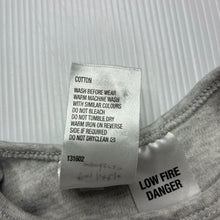 COTTON
WASH BEFORE WEAR
WARM MACHINE WASH
WITH SIMILAR COLOURS
DO NOT BLEACH
DO NOT TUMBLE DRY
WARM IRON ON REVERSE
SIDE IF REQUIRED
DO NOT DRYCLEAN
131602
LOW FIRE
DANGER